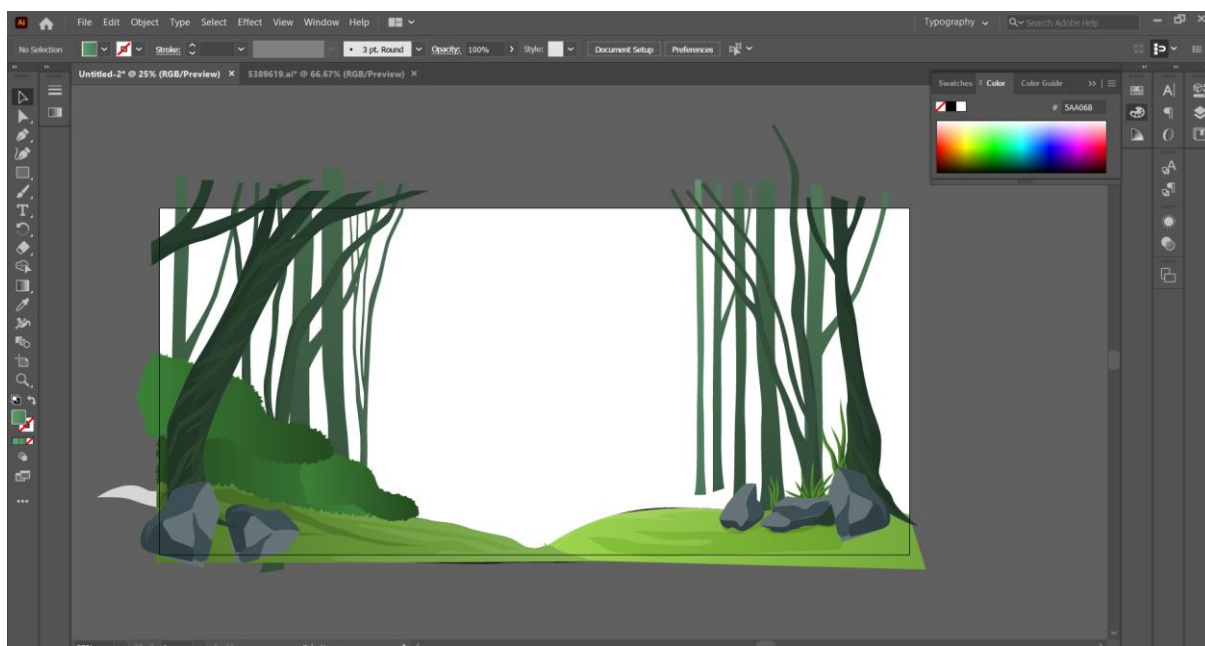 Ai File Edit Object Type Select Effect View Window Help Typography Search Adobe Help
No Selection Stroke: 3 pt. Round Opacity: 100% Style: Document Setup Preferences
Untitled-2* @ 25% (RGB/Preview) × 5389619.ai* @ 66.67% (RGB/Preview) ×
Swatches Color Color Guide
# 5AA06B